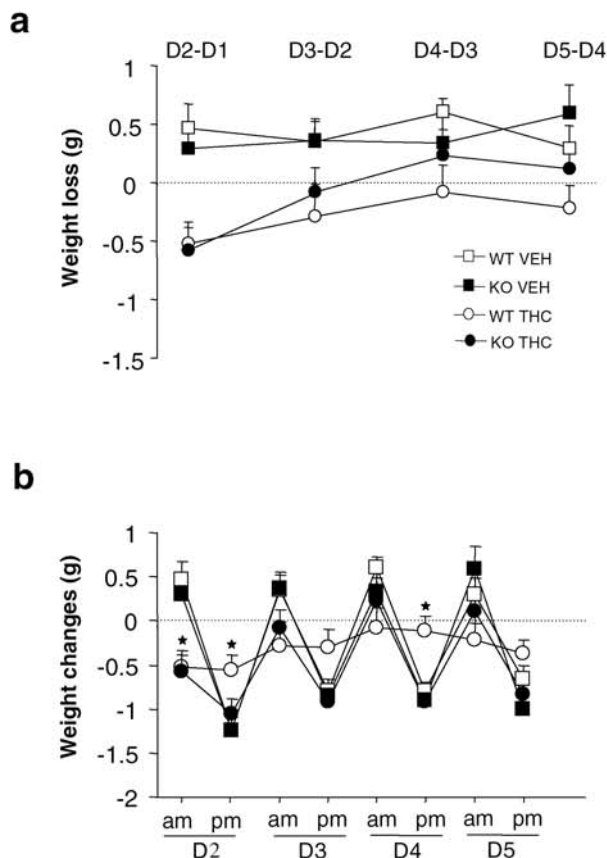 a
D2-D1 D3-D2 D4-D3 D5-D4
Weight loss (g)
1
0.5
0
-0.5
-1
-1.5
WT VEH
KO VEH
WT THC
KO THC
b
Weight changes (g)
1
0.5
0
-0.5
-1
-1.5
-2
am pm am pm am pm am pm
D2 D3 D4 D5